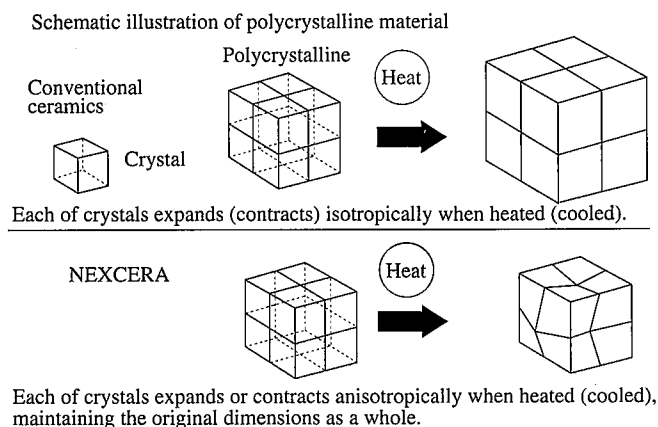 Schematic illustration of polycrystalline material
Polycrystalline
Heat
Conventional
ceramics
Crystal
Each of crystals expands (contracts) isotropically when heated (cooled).
NEXCERA
Heat
Each of crystals expands or contracts anisotropically when heated (cooled),
maintaining the original dimensions as a whole.